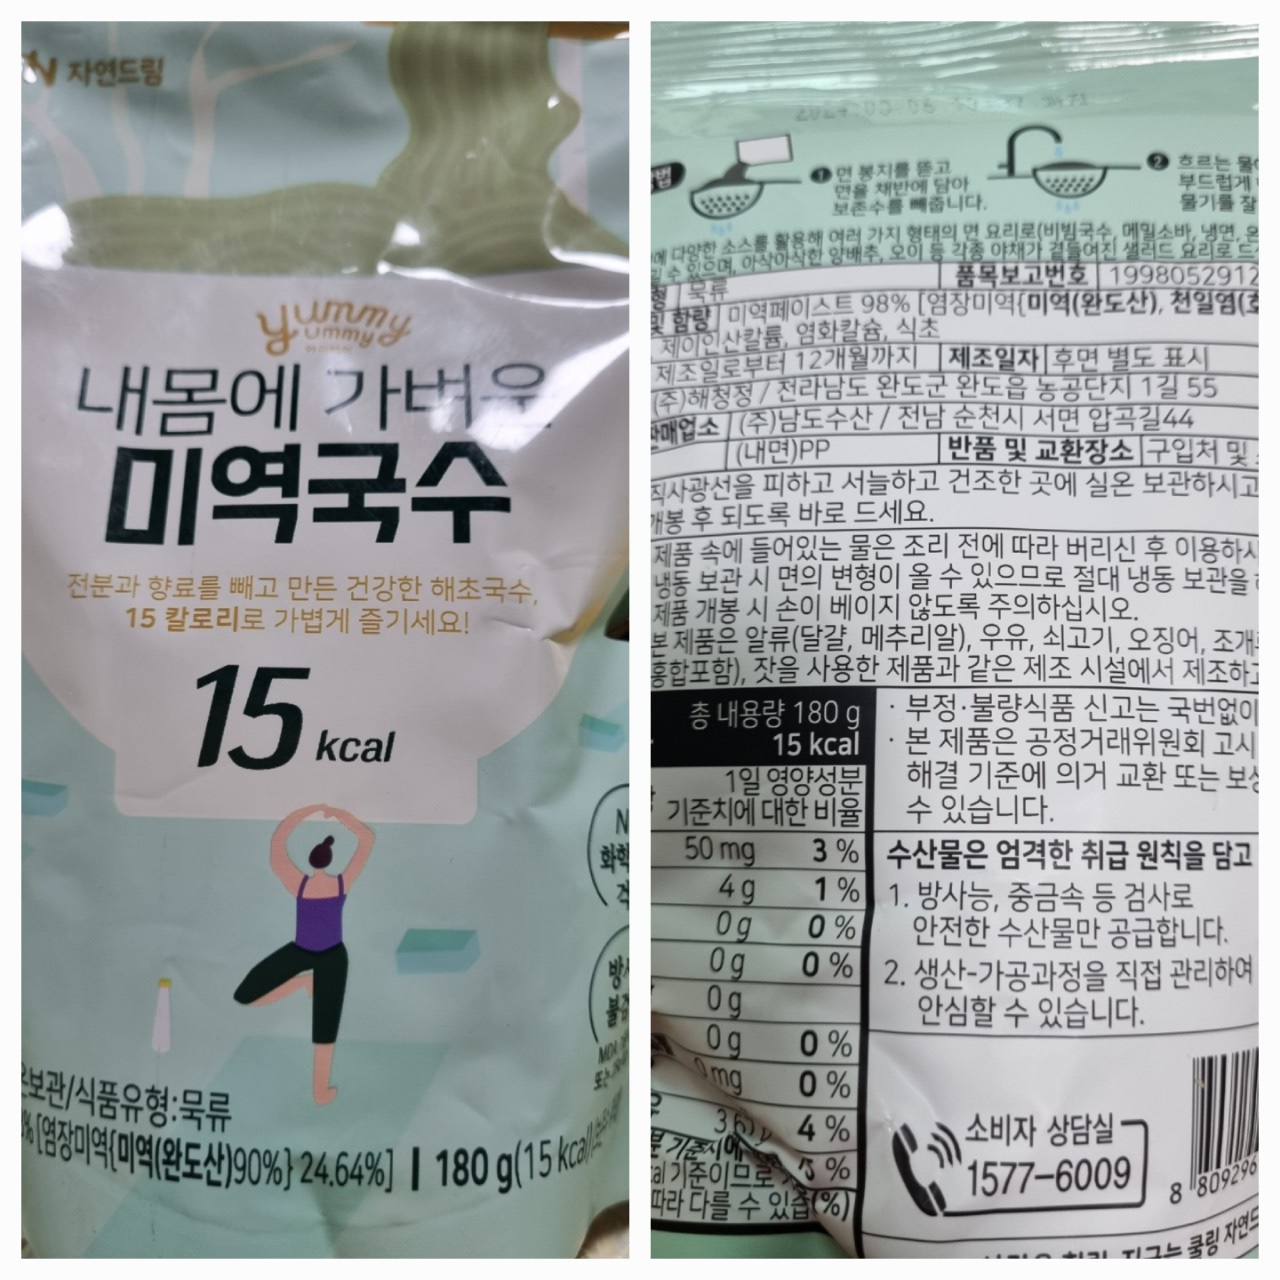 자연드림
yummy
ummy
내몸에 가벼운
미역국수
전분과 향료를 빼고 만든 건강한 해초국수,
15 칼로리로 가볍게 즐기세요!
15 kcal
보관/식품유형:묵류
% [염장미역{미역(완도산)90%} 24.64%] | 180 g(15 kcal)
❶ 면 봉지를 뜯고
면을 채반에 담아
보존수를 빼줍니다.
❷ 흐르는 물에
부드럽게
물기를 잘
다양한 소스를 활용해 여러 가지 형태의 면 요리로(비빔국수, 메밀소바, 냉면,
수 있으며, 아삭아삭한 양배추, 오이 등 각종 야채가 곁들여진 샐러드 요리로
묵류 품목보고번호 1998052912
및 함량 미역페이스트 98% [염장미역{미역(완도산), 천일염(
제이인산칼륨, 염화칼슘, 식초
제조일로부터 12개월까지 제조일자 후면 별도 표시
(주)해청정 / 전라남도 완도군 완도읍 농공단지 1길 55
판매업소 (주)남도수산 / 전남 순천시 서면 압곡길44
(내면)PP 반품 및 교환장소 구입처 및
직사광선을 피하고 서늘하고 건조한 곳에 실온 보관하시고
개봉 후 되도록 바로 드세요.
제품 속에 들어있는 물은 조리 전에 따라 버리신 후 이용하시
냉동 보관 시 면의 변형이 올 수 있으므로 절대 냉동 보관을
제품 개봉 시 손이 베이지 않도록 주의하십시오.
본 제품은 알류(달걀, 메추리알), 우유, 쇠고기, 오징어, 조개
홍합포함), 잣을 사용한 제품과 같은 제조 시설에서 제조하고
총 내용량 180 g
15 kcal
1일 영양성분
기준치에 대한 비율
50 mg 3 %
4 g 1 %
0 g 0 %
0 g 0 %
0 g
0 g 0 %
0 mg 0 %
4 %
5 %
기준이므로
따라 다를 수 있습
· 부정·불량식품 신고는 국번없이
· 본 제품은 공정거래위원회 고시
해결 기준에 의거 교환 또는 보상
수 있습니다.
수산물은 엄격한 취급 원칙을 담고
1. 방사능, 중금속 등 검사로
안전한 수산물만 공급합니다.
2. 생산-가공과정을 직접 관리하여
안심할 수 있습니다.
소비자 상담실
1577-6009
8 809296